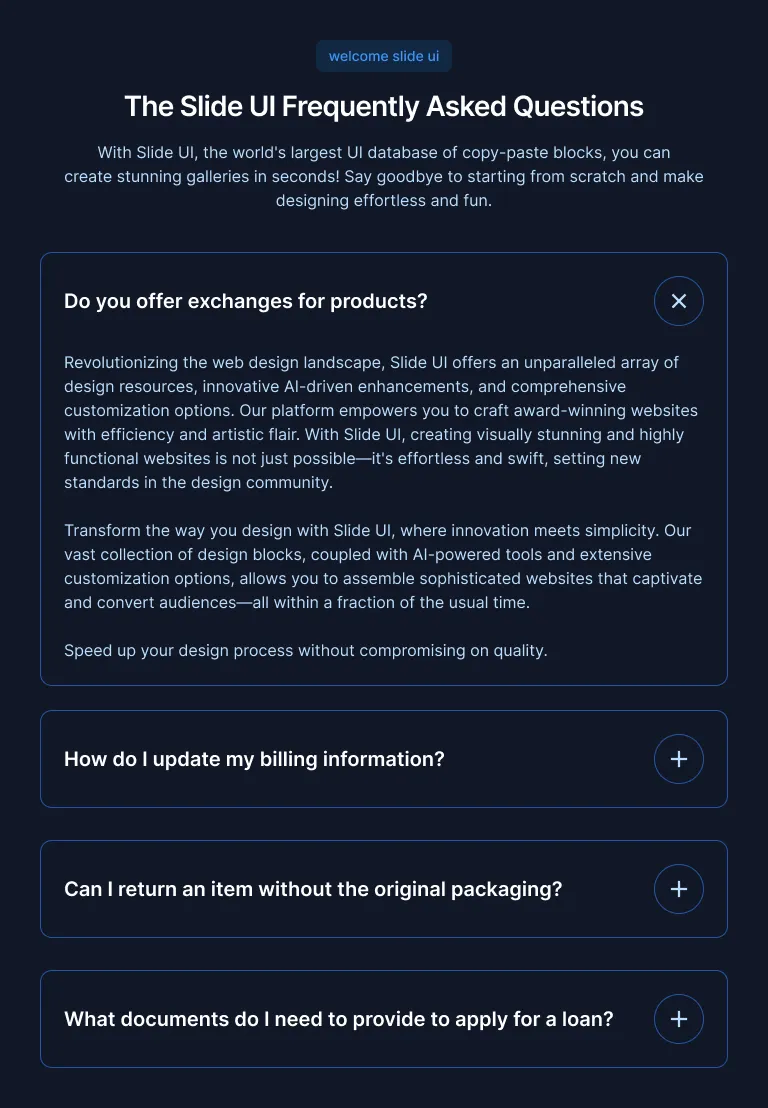 welcome slide ui
The Slide UI Frequently Asked Questions
With Slide UI, the world's largest UI database of copy-paste blocks, you can
create stunning galleries in seconds! Say goodbye to starting from scratch and make
designing effortless and fun.
Do you offer exchanges for products?
Revolutionizing the web design landscape, Slide UI offers an unparalleled array of
design resources, innovative AI-driven enhancements, and comprehensive
customization options. Our platform empowers you to craft award-winning websites
with efficiency and artistic flair. With Slide UI, creating visually stunning and highly
functional websites is not just possible—it's effortless and swift, setting new
standards in the design community.
Transform the way you design with Slide UI, where innovation meets simplicity. Our
vast collection of design blocks, coupled with AI-powered tools and extensive
customization options, allows you to assemble sophisticated websites that captivate
and convert audiences—all within a fraction of the usual time.
Speed up your design process without compromising on quality.
How do I update my billing information?
Can I return an item without the original packaging?
What documents do I need to provide to apply for a loan?